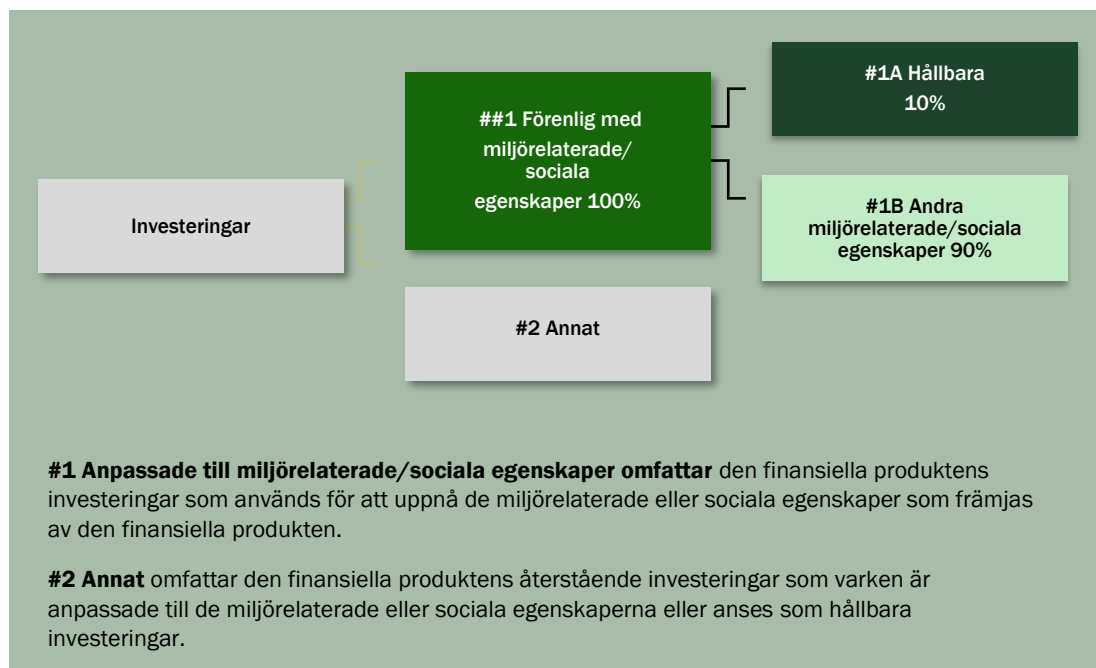 Investeringar
##1 Förenlig med
miljörelaterade/
sociala
egenskaper 100%
#2 Annat
#1A Hållbara
10%
#1B Andra
miljörelaterade/sociala
egenskaper 90%
#1 Anpassade till miljörelaterade/sociala egenskaper omfattar den finansiella produktens
investeringar som används för att uppnå de miljörelaterade eller sociala egenskaper som främjas
av den finansiella produkten.
#2 Annat omfattar den finansiella produktens återstående investeringar som varken är
anpassade till de miljörelaterade eller sociala egenskaperna eller anses som hållbara
investeringar.